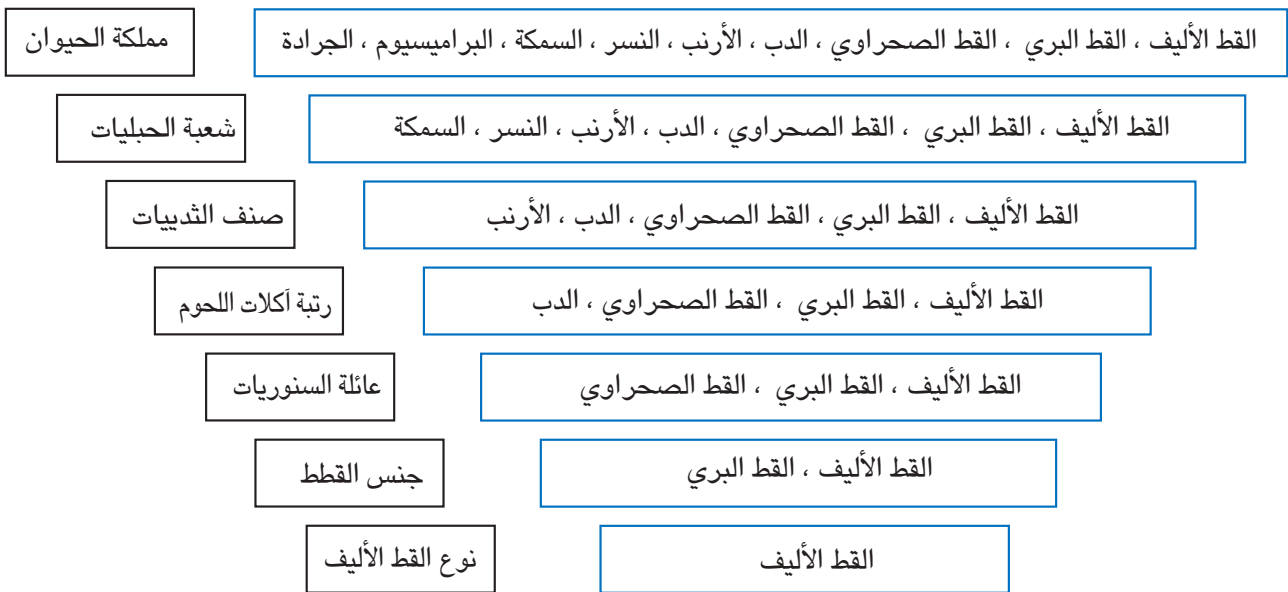 القط الأليف ، القط البري ، القط الصحراوي ، الدب ، الأرنب ، النسر ، السمكة ، البراميسيوم ، الجرادة
مملكة الحيوان
القط الأليف ، القط البري ، القط الصحراوي ، الدب ، الأرنب ، النسر ، السمكة
شعبة الحبليات
القط الأليف ، القط البري ، القط الصحراوي ، الدب ، الأرنب
صنف الثدييات
القط الأليف ، القط البري ، القط الصحراوي ، الدب
رتبة آكلات اللحوم
القط الأليف ، القط البري ، القط الصحراوي
عائلة السنوريات
القط الأليف ، القط البري
جنس القطط
القط الأليف
نوع القط الأليف